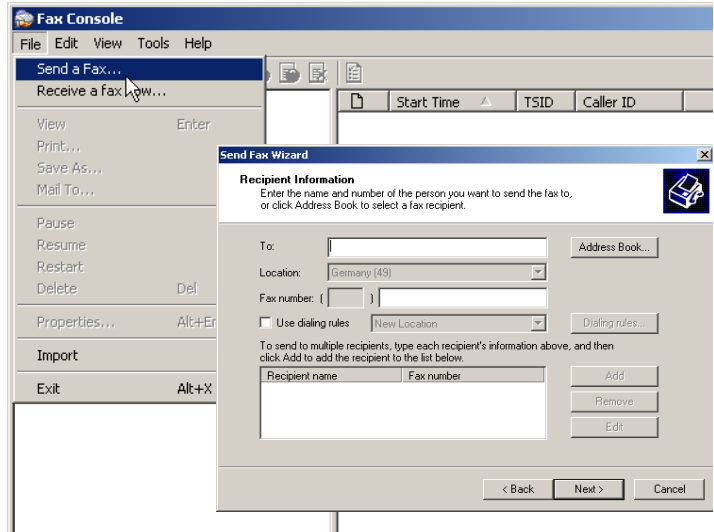 Fax Console
File Edit View Tools Help
Send a Fax...
Receive a fax now...
View Enter
Print...
Save As...
Mail To...
Pause
Resume
Restart
Delete Del
Properties...
Import
Exit Alt+X
Start Time TSID Caller ID
Send Fax Wizard
Recipient Information
Enter the name and number of the person you want to send the fax to,
or click Address Book to select a fax recipient.
To: Address Book...
Location: Germany (49)
Fax number: ( )
Use dialing rules New Location Dialing rules...
To send to multiple recipients, type each recipient's information above, and then
click Add to add the recipient to the list below.
Recipient name Fax number
Add
Remove
Edit
< Back Next > Cancel